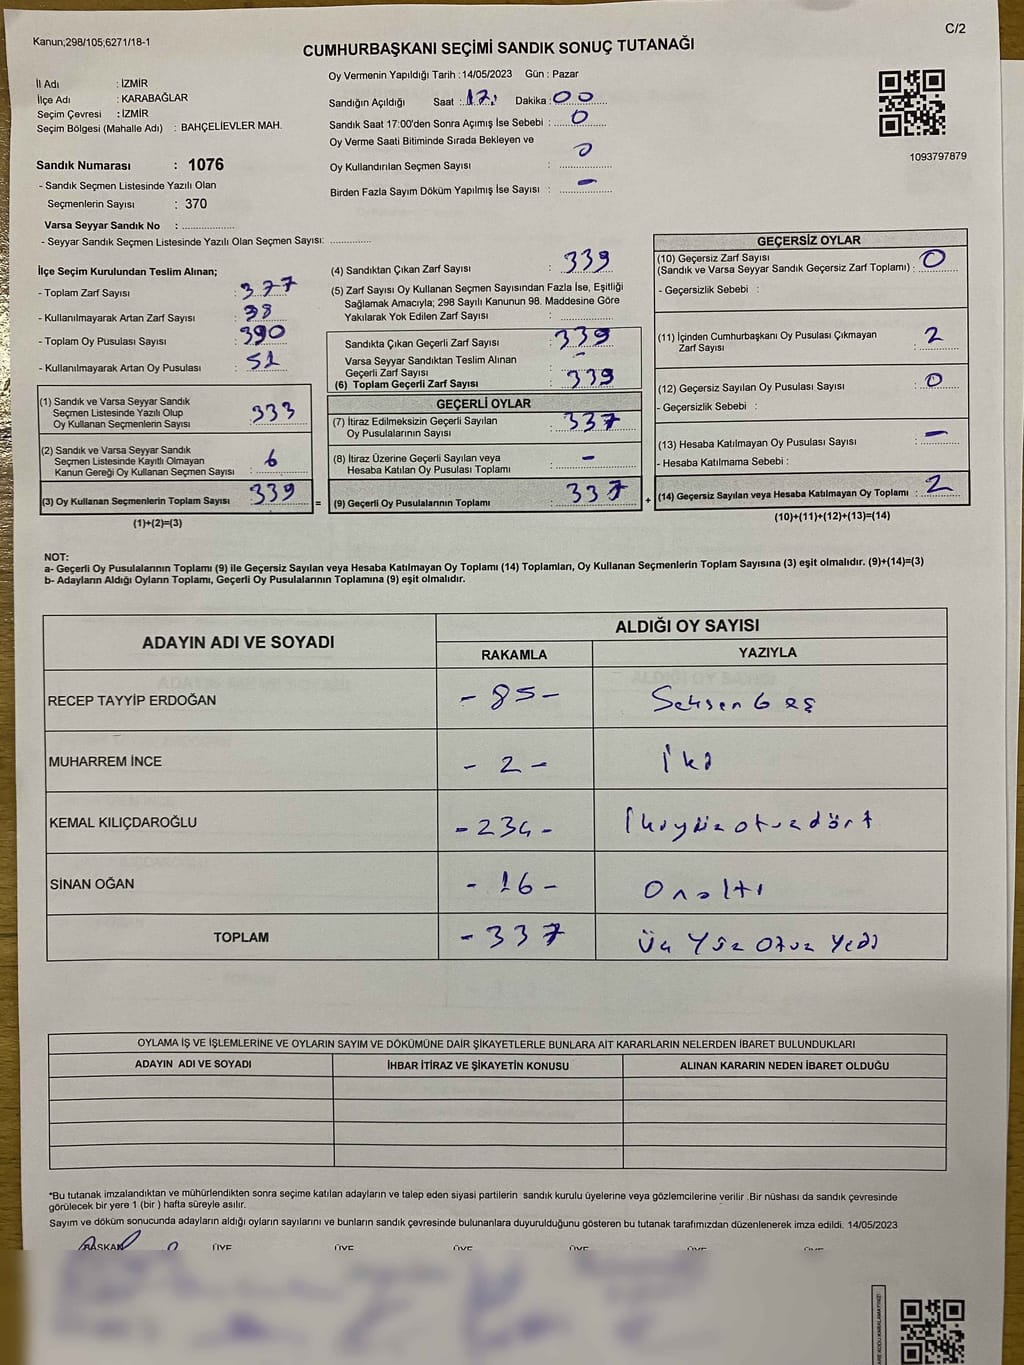 Kanun;298/105;6271/18-1
C/2
CUMHURBAŞKANI SEÇİMİ SANDIK SONUÇ TUTANAĞI
İl Adı : İZMİR
İlçe Adı : KARABAĞLAR
Seçim Çevresi : İZMİR
Seçim Bölgesi (Mahalle Adı) : BAHÇELİEVLER MAH.
Sandık Numarası : 1076
- Sandık Seçmen Listesinde Yazılı Olan
Seçmenlerin Sayısı : 370
Varsa Seyyar Sandık No : ....................
- Seyyar Sandık Seçmen Listesinde Yazılı Olan Seçmen Sayısı: ..............
Oy Vermenin Yapıldığı Tarih :14/05/2023 Gün : Pazar
Sandığın Açıldığı Saat : 17: Dakika : 00
Sandık Saat 17:00'den Sonra Açımış İse Sebebi : 0
Oy Verme Saati Bitiminde Sırada Bekleyen ve
Oy Kullandırılan Seçmen Sayısı : 0
Birden Fazla Sayım Döküm Yapılmış İse Sayısı : -
1093797879
İlçe Seçim Kurulundan Teslim Alınan;
- Toplam Zarf Sayısı : 377
- Kullanılmayarak Artan Zarf Sayısı : 38
- Toplam Oy Pusulası Sayısı : 390
- Kullanılmayarak Artan Oy Pusulası : 51
(1) Sandık ve Varsa Seyyar Sandık
Seçmen Listesinde Yazılı Olup
Oy Kullanan Seçmenlerin Sayısı : 333
(2) Sandık ve Varsa Seyyar Sandık
Seçmen Listesinde Kayıtlı Olmayan
Kanun Gereği Oy Kullanan Seçmen Sayısı : 6
(3) Oy Kullanan Seçmenlerin Toplam Sayısı : 339 =
(1)+(2)=(3)
(4) Sandıktan Çıkan Zarf Sayısı : 339
(5) Zarf Sayısı Oy Kullanan Seçmen Sayısından Fazla İse, Eşitliği
Sağlamak Amacıyla; 298 Sayılı Kanunun 98. Maddesine Göre
Yakılarak Yok Edilen Zarf Sayısı : ..............
Sandıkta Çıkan Geçerli Zarf Sayısı : 339
Varsa Seyyar Sandıktan Teslim Alınan
Geçerli Zarf Sayısı : -
(6) Toplam Geçerli Zarf Sayısı : 339
GEÇERLİ OYLAR
(7) İtiraz Edilmeksizin Geçerli Sayılan
Oy Pusulalarının Sayısı : 337
(8) İtiraz Üzerine Geçerli Sayılan veya
Hesaba Katılan Oy Pusulası Toplamı : -
(9) Geçerli Oy Pusulalarının Toplamı : 337 +
GEÇERSİZ OYLAR
(10) Geçersiz Zarf Sayısı
(Sandık ve Varsa Seyyar Sandık Geçersiz Zarf Toplamı) : 0
- Geçersizlik Sebebi :
(11) İçinden Cumhurbaşkanı Oy Pusulası Çıkmayan
Zarf Sayısı : 2
(12) Geçersiz Sayılan Oy Pusulası Sayısı : 0
- Geçersizlik Sebebi :
(13) Hesaba Katılmayan Oy Pusulası Sayısı : -
- Hesaba Katılmama Sebebi :
(14) Geçersiz Sayılan veya Hesaba Katılmayan Oy Toplamı : 2
(10)+(11)+(12)+(13)=(14)
NOT:
a- Geçerli Oy Pusulalarının Toplamı (9) ile Geçersiz Sayılan veya Hesaba Katılmayan Oy Toplamı (14) Toplamları, Oy Kullanan Seçmenlerin Toplam Sayısına (3) eşit olmalıdır. (9)+(14)=(3)
b- Adayların Aldığı Oyların Toplamı, Geçerli Oy Pusulalarının Toplamına (9) eşit olmalıdır.
ADAYIN ADI VE SOYADI ALDIĞI OY SAYISI
RAKAMLA YAZIYLA
RECEP TAYYİP ERDOĞAN - 85 - Seksen beş
MUHARREM İNCE - 2 - İki
KEMAL KILIÇDAROĞLU - 234 - İkiyüz otuz dört
SİNAN OĞAN - 16 - On altı
TOPLAM - 337 Üç Yüz Otuz Yedi
OYLAMA İŞ VE İŞLEMLERİNE VE OYLARIN SAYIM VE DÖKÜMÜNE DAİR ŞİKAYETLERLE BUNLARA AİT KARARLARIN NELERDEN İBARET BULUNDUKLARI
ADAYIN ADI VE SOYADI İHBAR İTİRAZ VE ŞİKAYETİN KONUSU ALINAN KARARIN NEDEN İBARET OLDUĞU
*Bu tutanak imzalandıktan ve mühürlendikten sonra seçime katılan adayların ve talep eden siyasi partilerin sandık kurulu üyelerine veya gözlemcilerine verilir .Bir nüshası da sandık çevresinde
görülecek bir yere 1 (bir ) hafta süreyle asılır.
Sayım ve döküm sonucunda adayların aldığı oyların sayılarını ve bunların sandık çevresinde bulunanlara duyurulduğunu gösteren bu tutanak tarafımızdan düzenlenerek imza edildi. 14/05/2023
BAŞKAN ÜYE ÜYE ÜYE ÜYE ÜYE ÜYE